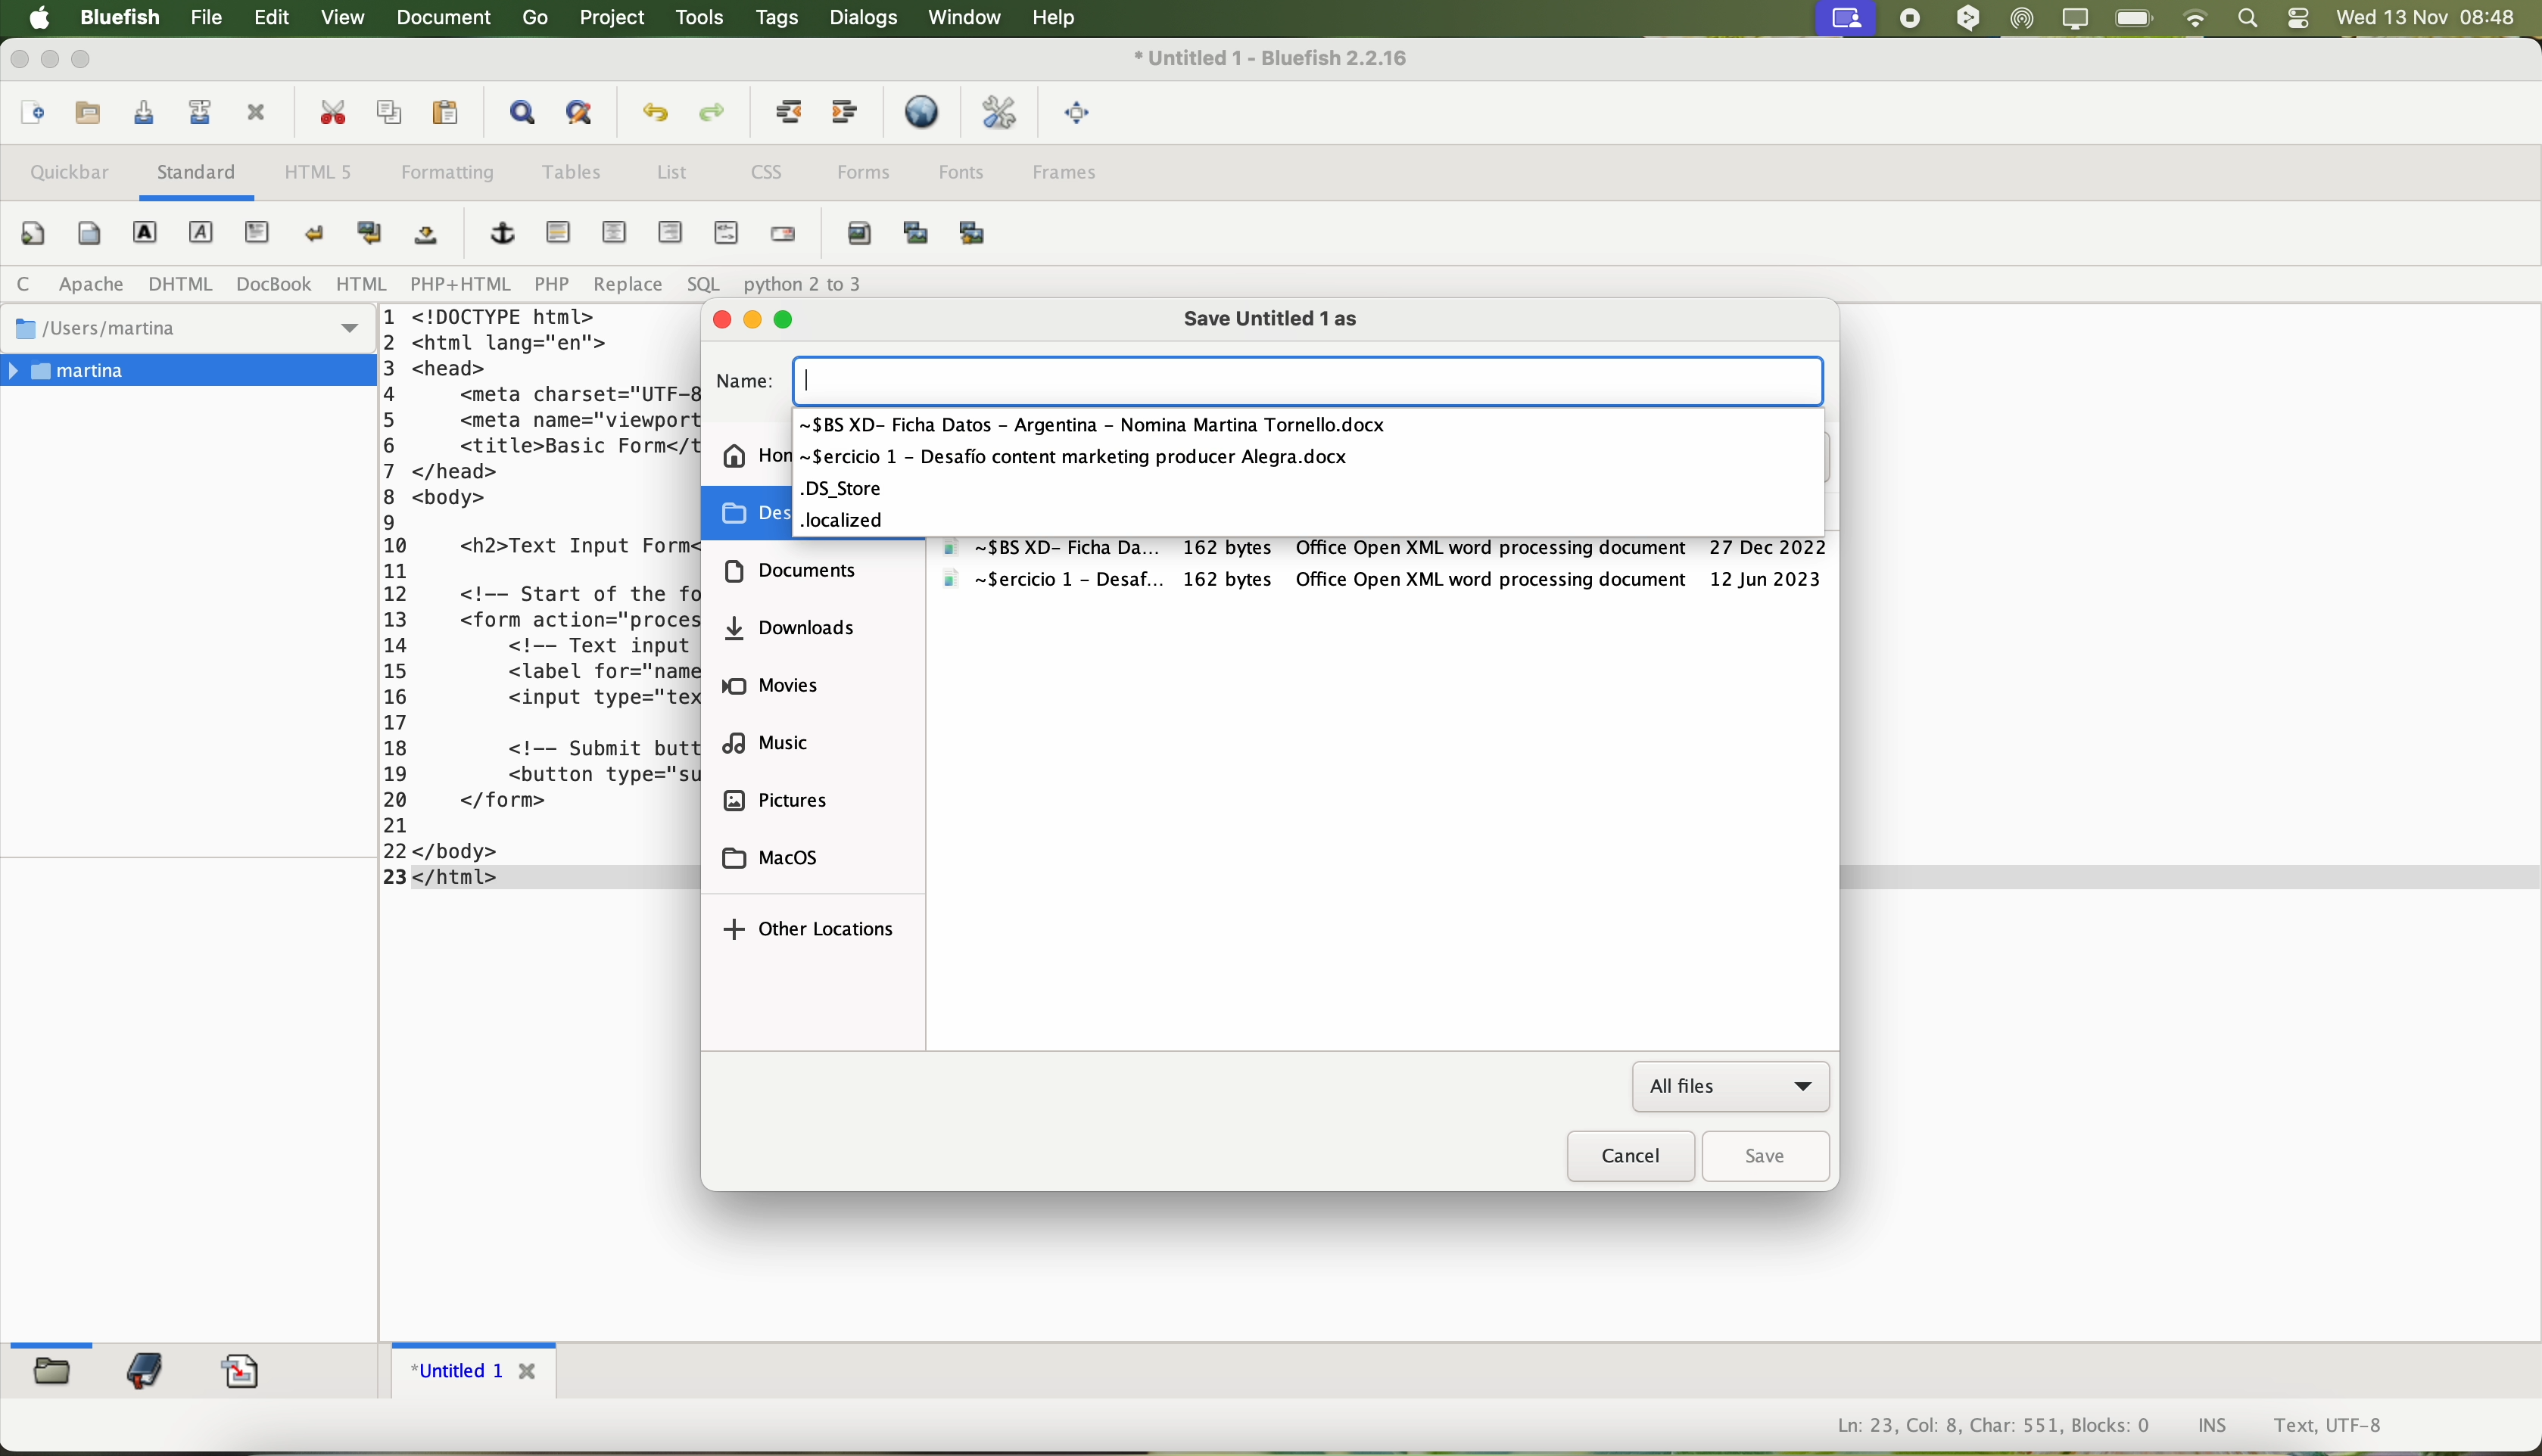 Bluefish File Edit View Document Go Project Tools Tags Dialogs Window Help Wed 13 Nov 08:48
* Untitled 1 - Bluefish 2.2.16
Quickbar Standard HTML 5 Formatting Tables List CSS Forms Fonts Frames
C Apache DHTML DocBook HTML PHP+HTML PHP Replace SQL python 2 to 3
/Users/martina
martina
1 <!DOCTYPE html>
2 <html lang="en">
3 <head>
4 <meta charset="UTF-8
5 <meta name="viewport
6 <title>Basic Form</t
7 </head>
8 <body>
9
10 <h2>Text Input Form<
11
12 <!-- Start of the fo
13 <form action="proces
14 <!-- Text input
15 <label for="name
16 <input type="tex
17
18 <!-- Submit butt
19 <button type="su
20 </form>
21
22 </body>
23 </html>
Save Untitled 1 as
Name:
~$BS XD- Ficha Datos - Argentina - Nomina Martina Tornello.docx
~$ercicio 1 - Desafío content marketing producer Alegra.docx
.DS_Store
.localized
Hon
Des
Documents
Downloads
Movies
Music
Pictures
MacOS
Other Locations
~$BS XD- Ficha Da... 162 bytes Office Open XML word processing document 27 Dec 2022
~$ercicio 1 - Desaf... 162 bytes Office Open XML word processing document 12 Jun 2023
All files
Cancel Save
*Untitled 1
Ln: 23, Col: 8, Char: 551, Blocks: 0 INS Text, UTF-8